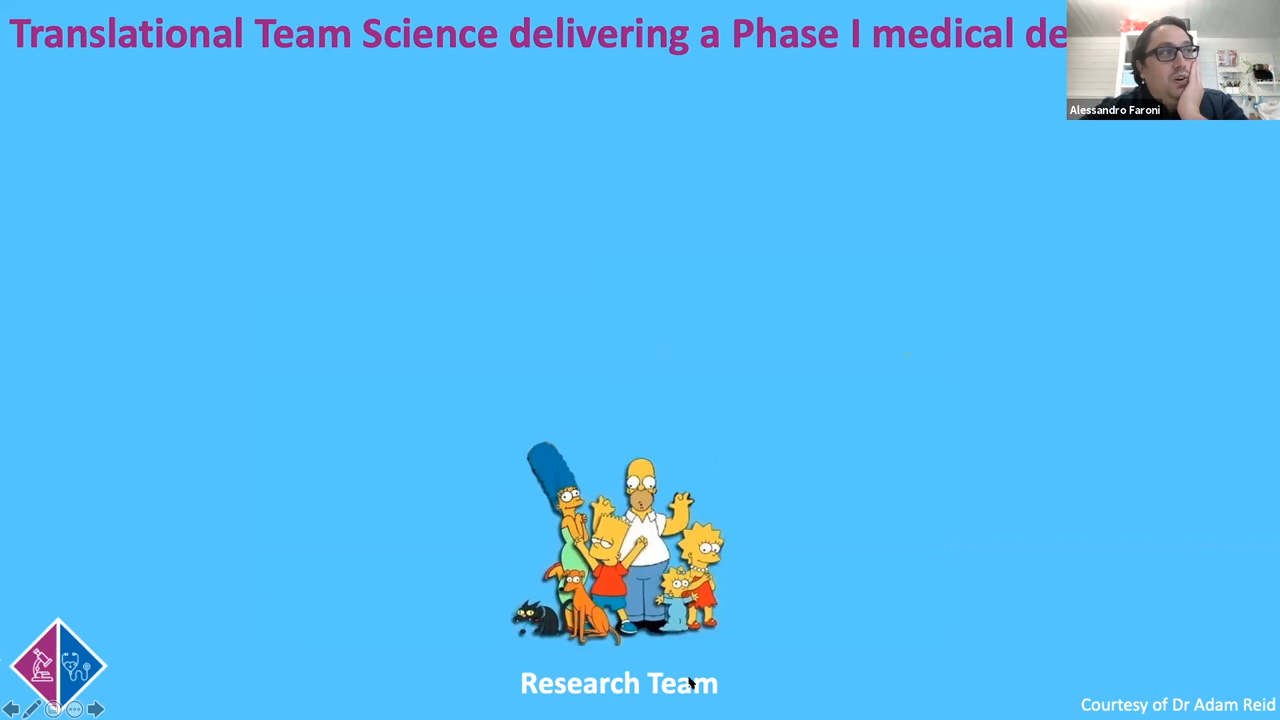 Translational Team Science delivering a Phase I medical de
Alessandro Faroni
Research Team
Courtesy of Dr Adam Reid